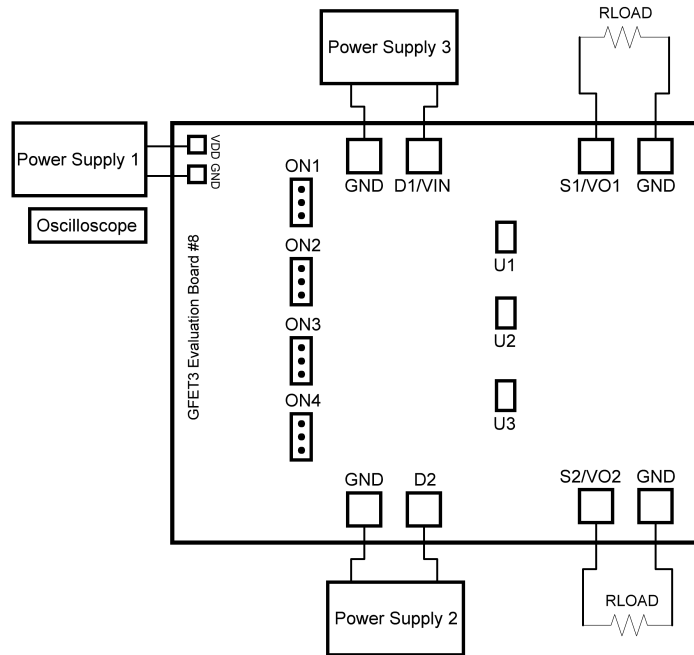 RLOAD
Power Supply 3
Power Supply 1
VDD
GND
GND
D1/VIN
S1/VO1
GND
Oscilloscope
ON1
ON2
ON3
ON4
GFET3 Evaluation Board #8
U1
U2
U3
GND
D2
S2/VO2
GND
Power Supply 2
RLOAD